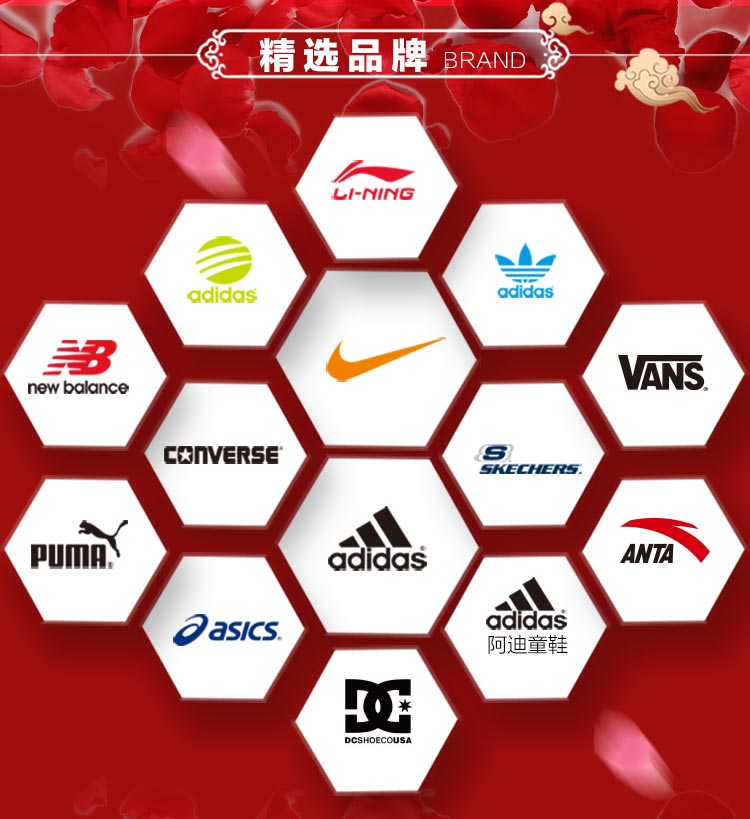 精选品牌 BRAND
LI-NING
adidas
adidas
new balance
VANS
CONVERSE
SKECHERS
PUMA
adidas
ANTA
asics
adidas
阿迪童鞋
DC
DCSHOECOUSA